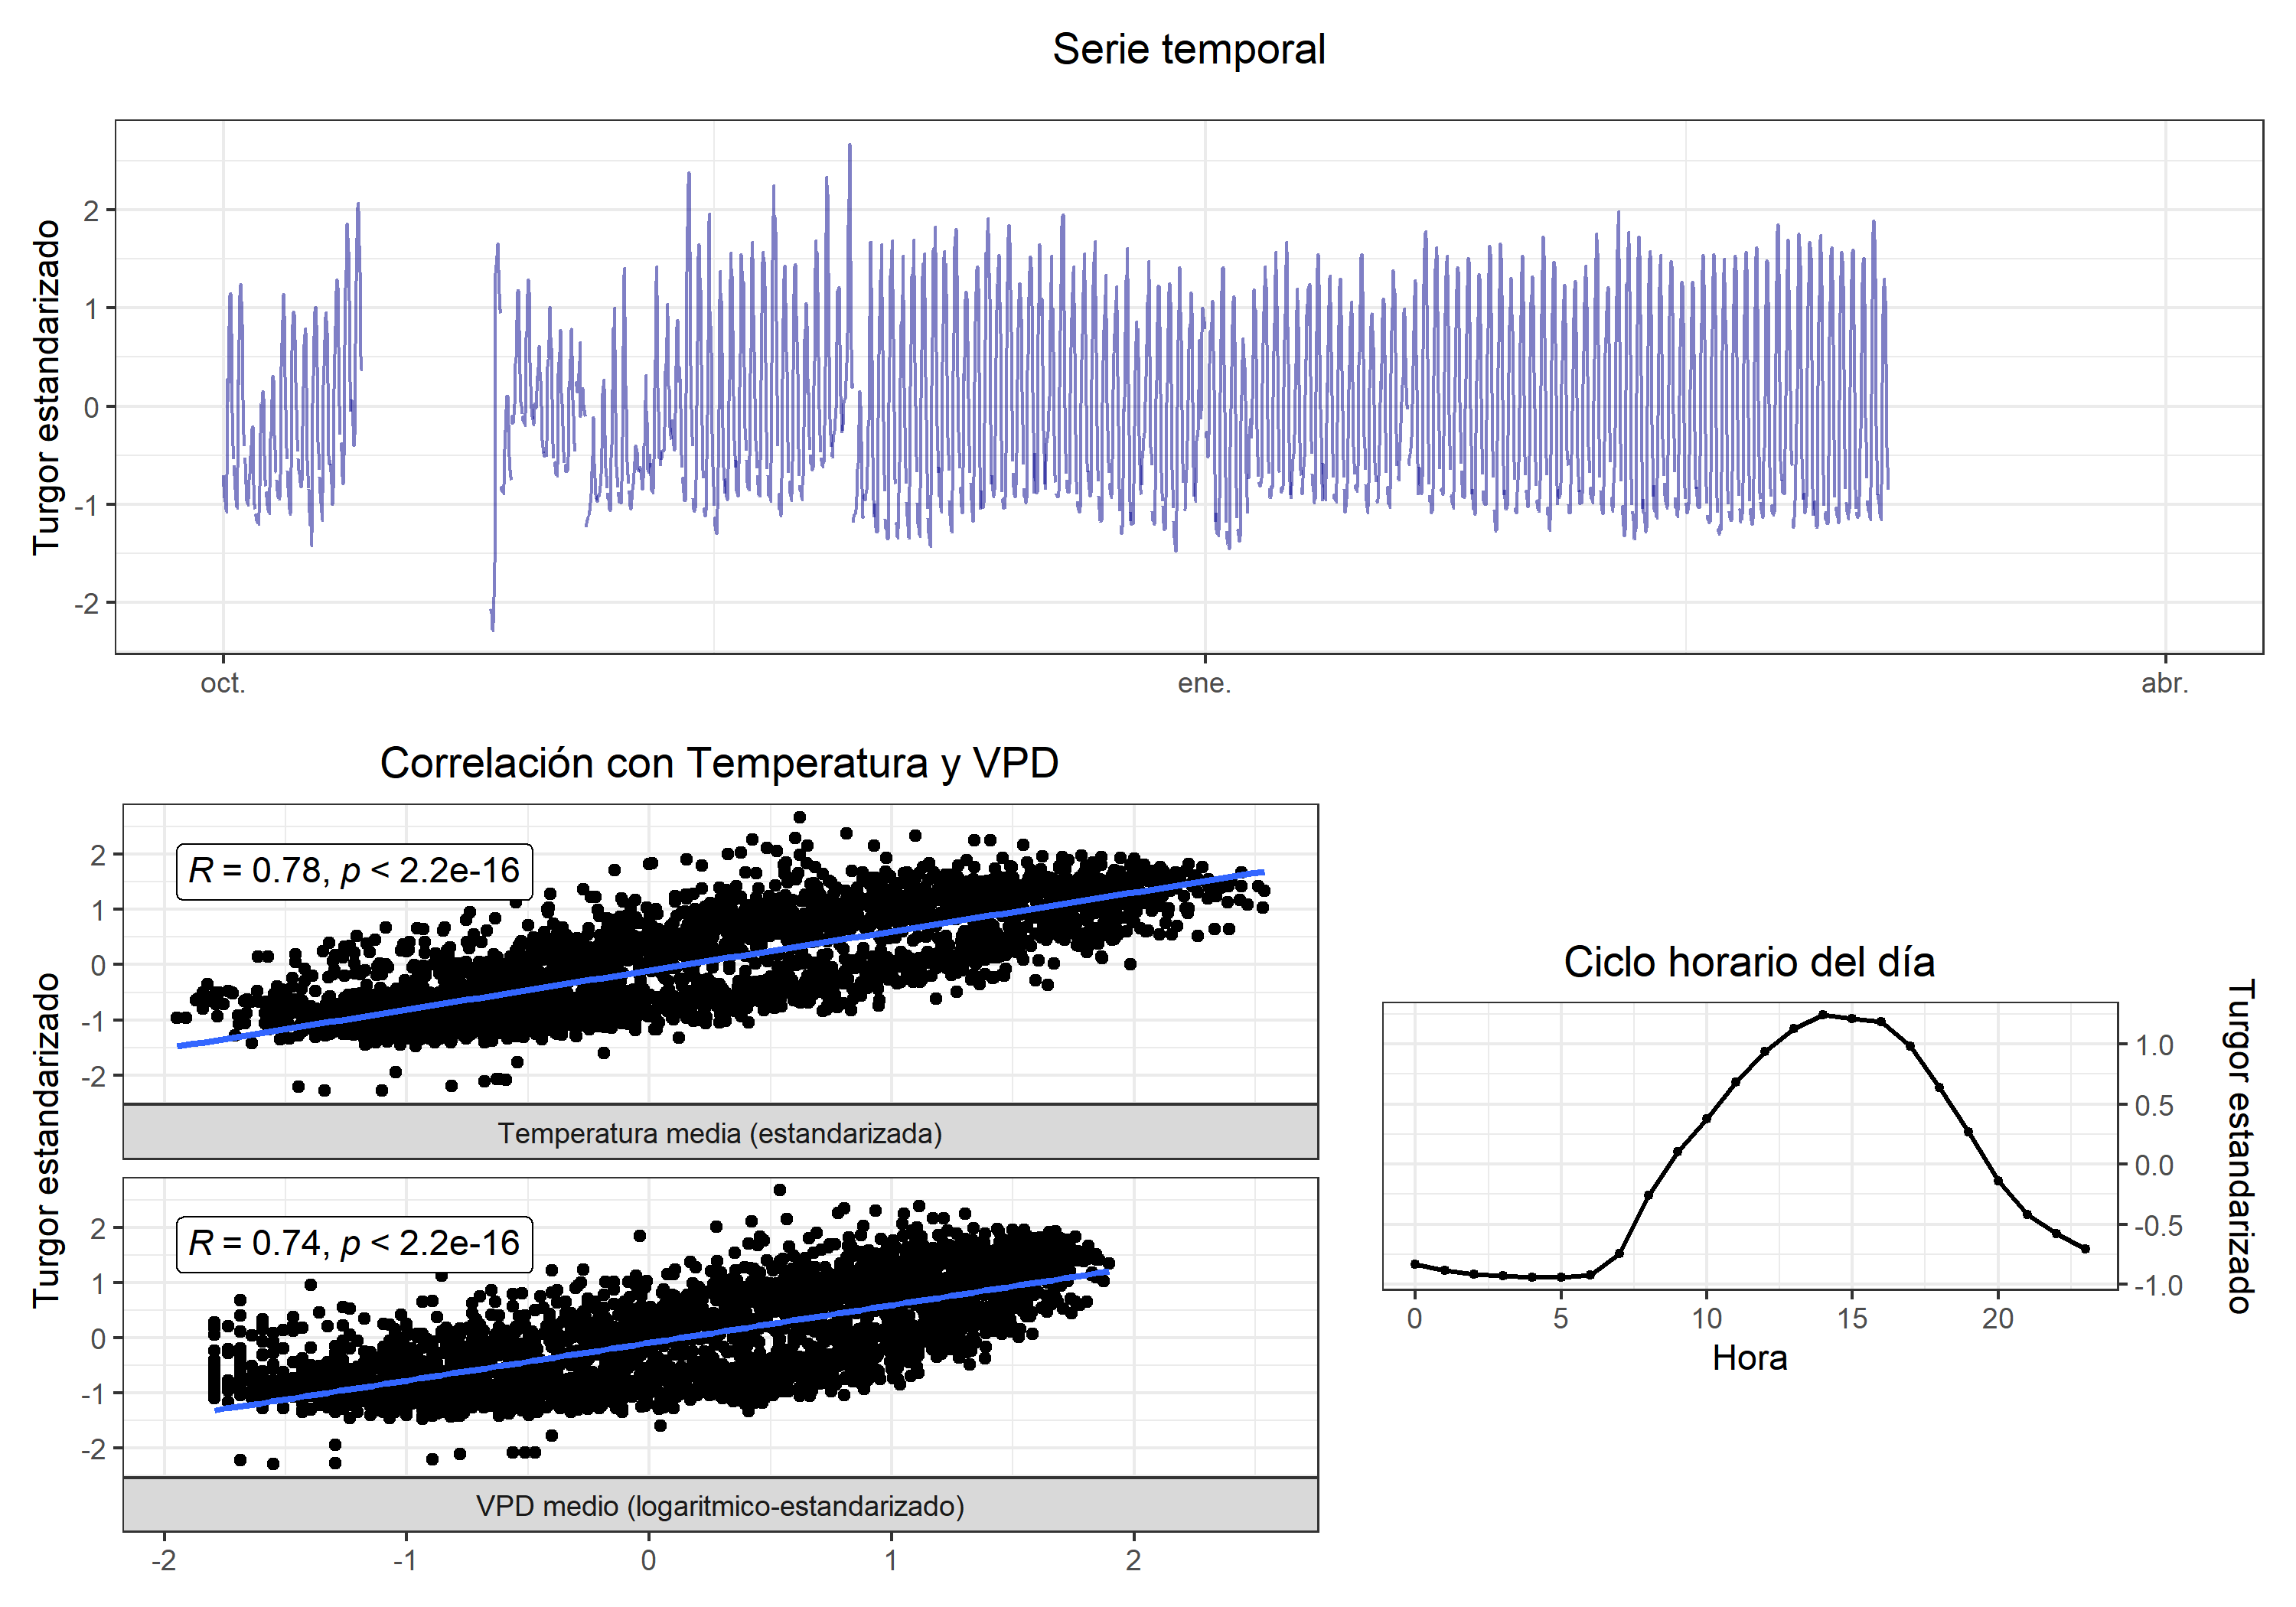 Serie temporal
Turgor estandarizado
2
1
0
-1
-2
oct.
ene.
abr.
Correlación con Temperatura y VPD
Turgor estandarizado
R = 0.78, p < 2.2e-16
2
1
0
-1
-2
Temperatura media (estandarizada)
R = 0.74, p < 2.2e-16
2
1
0
-1
-2
VPD medio (logaritmico-estandarizado)
-2
-1
0
1
2
Ciclo horario del día
Turgor estandarizado
1.0
0.5
0.0
-0.5
-1.0
0
5
10
15
20
Hora